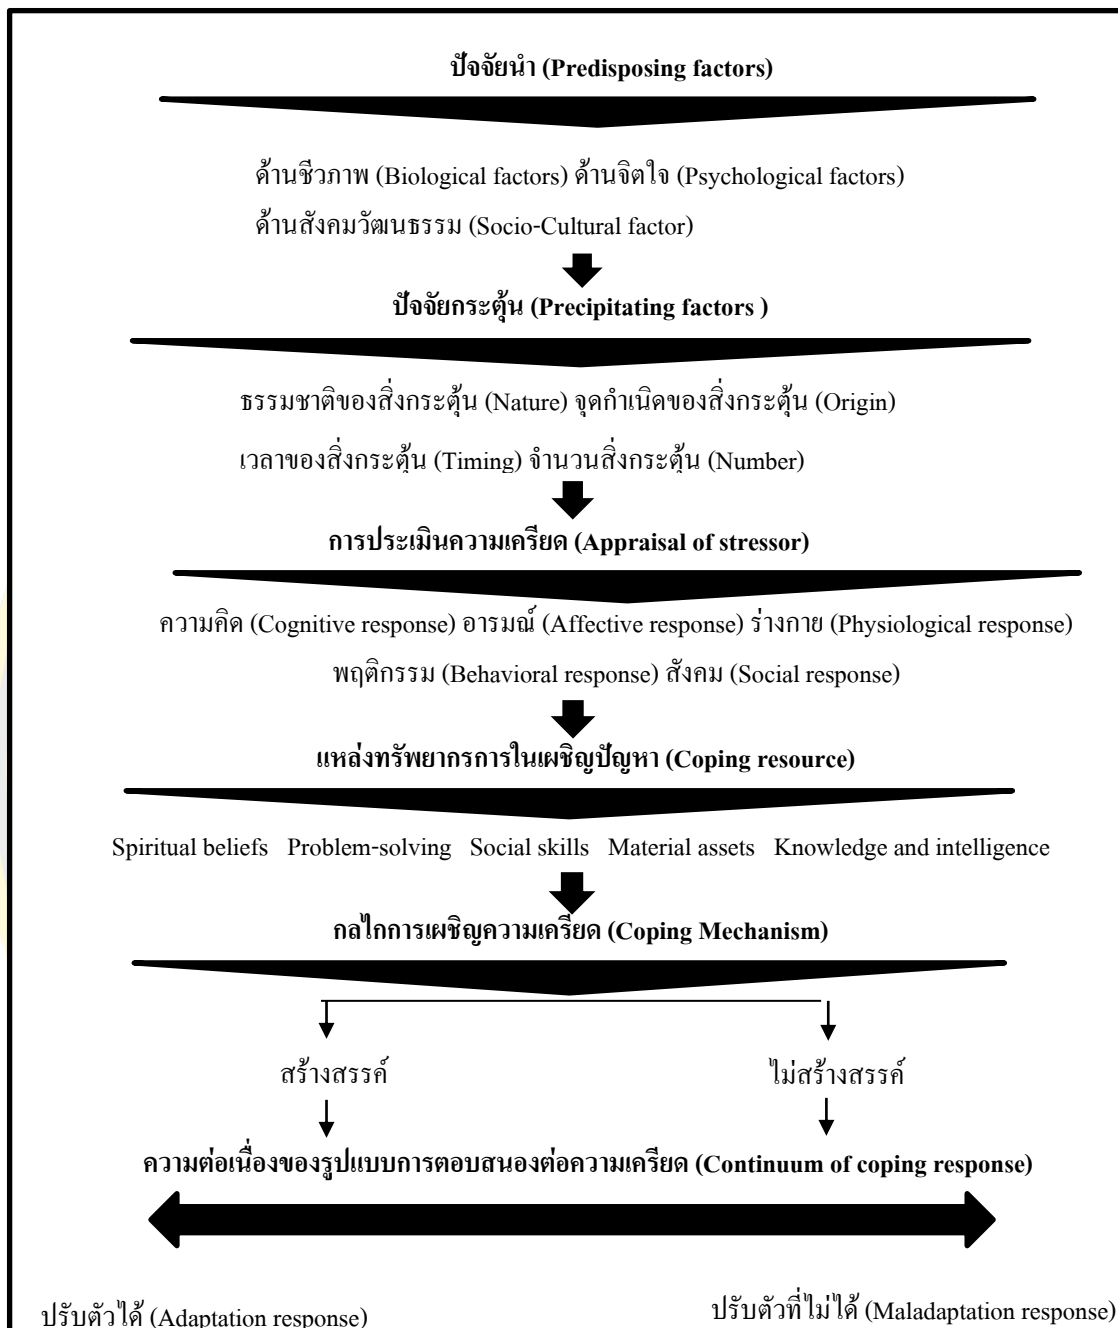 ปัจจัยนำ (Predisposing factors)
ด้านชีวภาพ (Biological factors) ด้านจิตใจ (Psychological factors)
ด้านสังคมวัฒนธรรม (Socio-Cultural factor)
ปัจจัยกระตุ้น (Precipitating factors )
ธรรมชาติของสิ่งกระตุ้น (Nature) จุดกำเนิดของสิ่งกระตุ้น (Origin)
เวลาของสิ่งกระตุ้น (Timing) จำนวนสิ่งกระตุ้น (Number)
การประเมินความเครียด (Appraisal of stressor)
ความคิด (Cognitive response) อารมณ์ (Affective response) ร่างกาย (Physiological response)
พฤติกรรม (Behavioral response) สังคม (Social response)
แหล่งทรัพยากรการในเผชิญปัญหา (Coping resource)
Spiritual beliefs Problem-solving Social skills Material assets Knowledge and intelligence
กลไกการเผชิญความเครียด (Coping Mechanism)
สร้างสรรค์ ไม่สร้างสรรค์
ความต่อเนื่องของรูปแบบการตอบสนองต่อความเครียด (Continuum of coping response)
ปรับตัวได้ (Adaptation response) ปรับตัวที่ไม่ได้ (Maladaptation response)